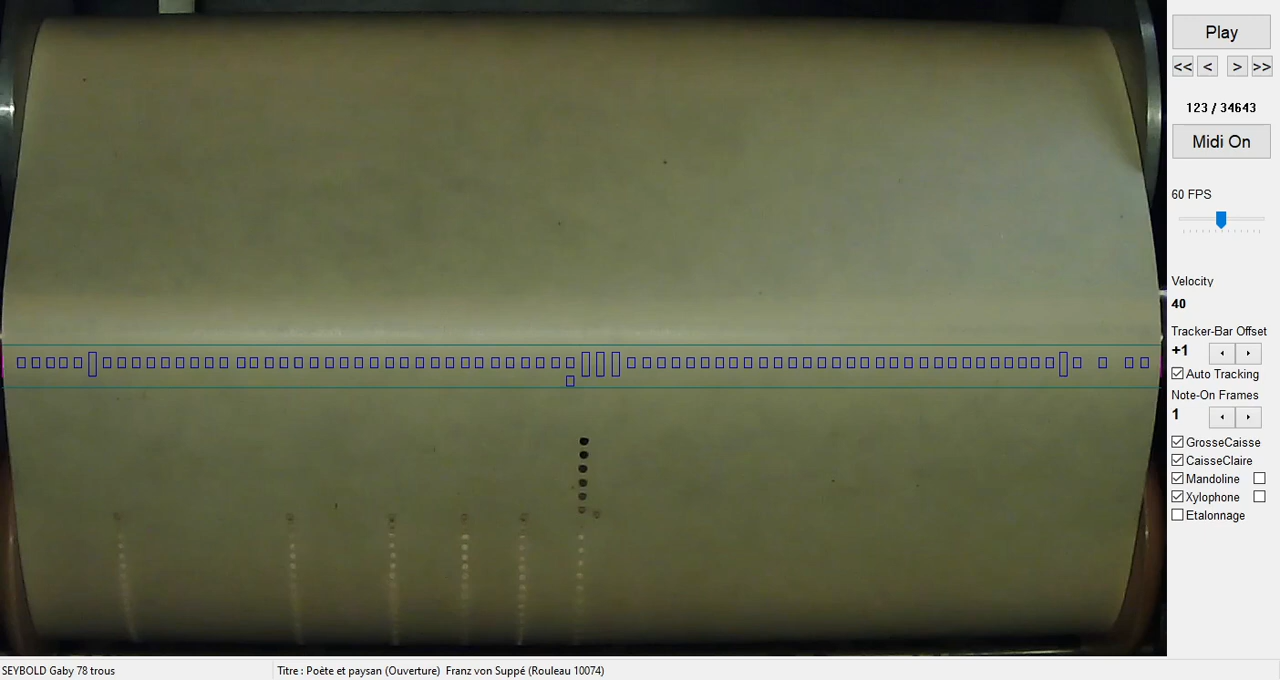 Play
<< < > >>
123 / 34643
Midi On
60 FPS
Velocity
40
Tracker-Bar Offset
+1
Auto Tracking
Note-On Frames
1
GrosseCaisse
CaisseClaire
Mandoline
Xylophone
Etalonnage
SEYBOLD Gaby 78 trous
Titre : Poète et paysan (Ouverture) Franz von Suppé (Rouleau 10074)